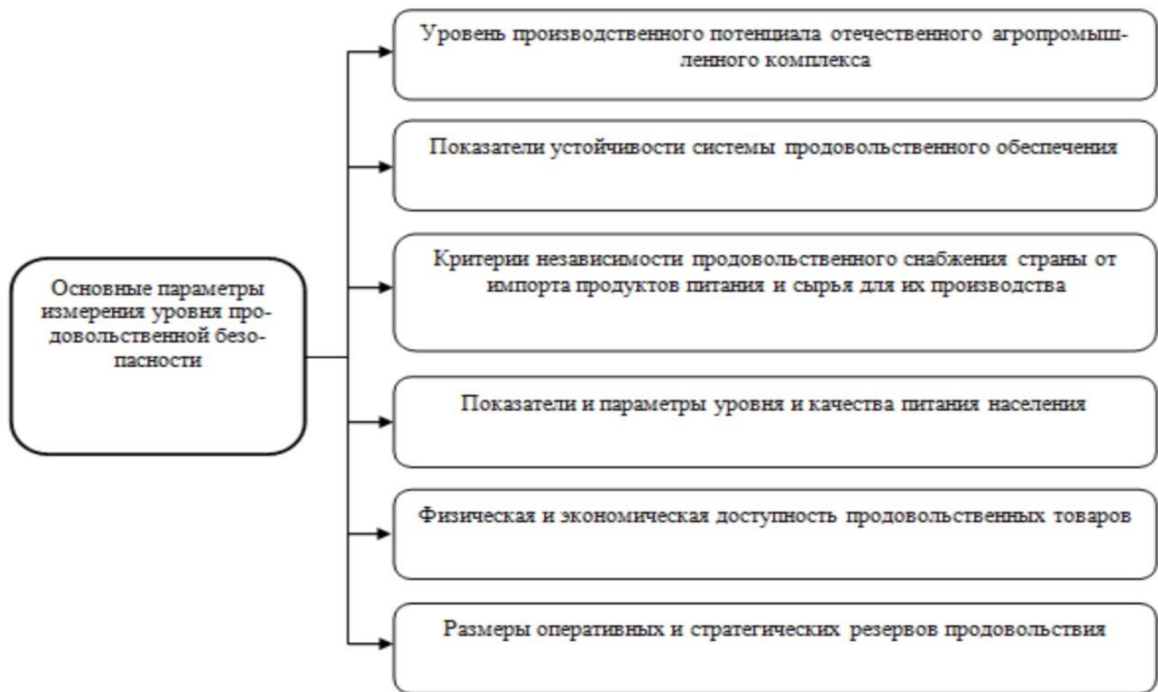 Основные параметры
измерения уровня про-
довольственной безо-
пасности
Уровень производственного потенциала отечественного агропромыш-
ленного комплекса
Показатели устойчивости системы продовольственного обеспечения
Критерии независимости продовольственного снабжения страны от
импорта продуктов питания и сырья для их производства
Показатели и параметры уровня и качества питания населения
Физическая и экономическая доступность продовольственных товаров
Размеры оперативных и стратегических резервов продовольствия